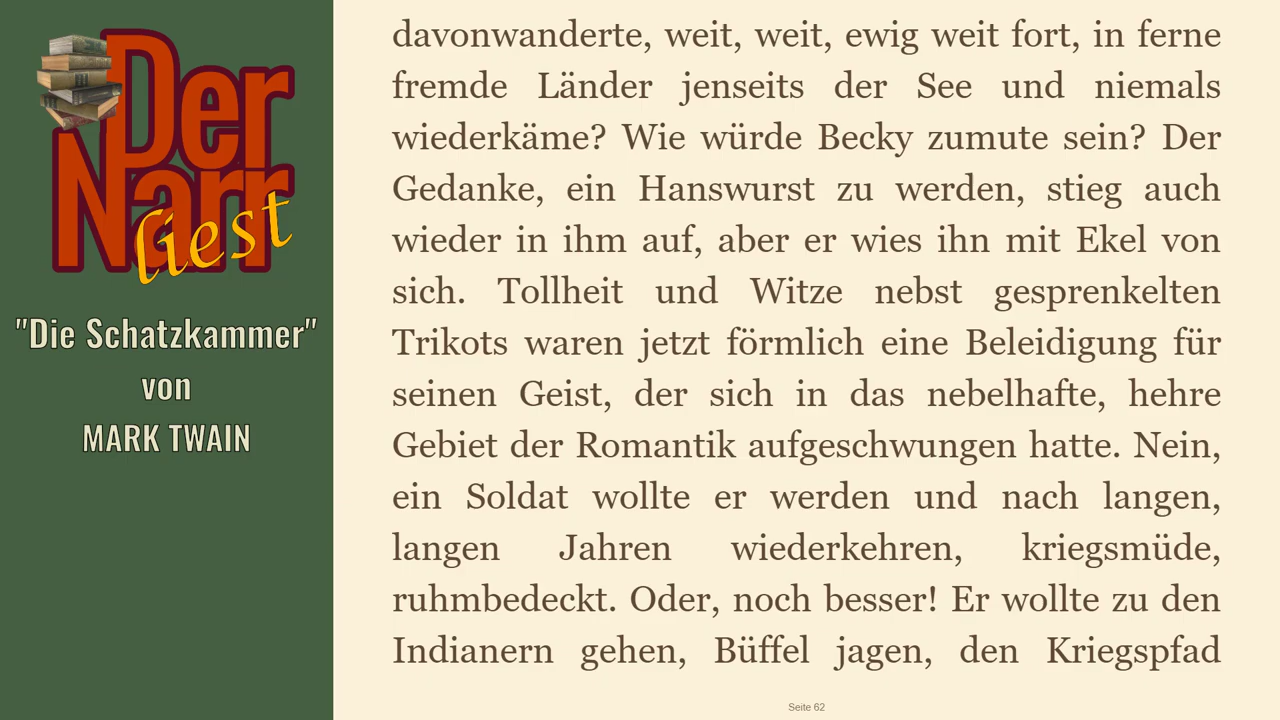 Der
Narr
liest
"Die Schatzkammer"
von
MARK TWAIN
davonwanderte, weit, weit, ewig weit fort, in ferne
fremde Länder jenseits der See und niemals
wiederkäme? Wie würde Becky zumute sein? Der
Gedanke, ein Hanswurst zu werden, stieg auch
wieder in ihm auf, aber er wies ihn mit Ekel von
sich. Tollheit und Witze nebst gesprenkelten
Trikots waren jetzt förmlich eine Beleidigung für
seinen Geist, der sich in das nebelhafte, hehre
Gebiet der Romantik aufgeschwungen hatte. Nein,
ein Soldat wollte er werden und nach langen,
langen Jahren wiederkehren, kriegsmüde,
ruhmbedeckt. Oder, noch besser! Er wollte zu den
Indianern gehen, Büffel jagen, den Kriegspfad
Seite 62